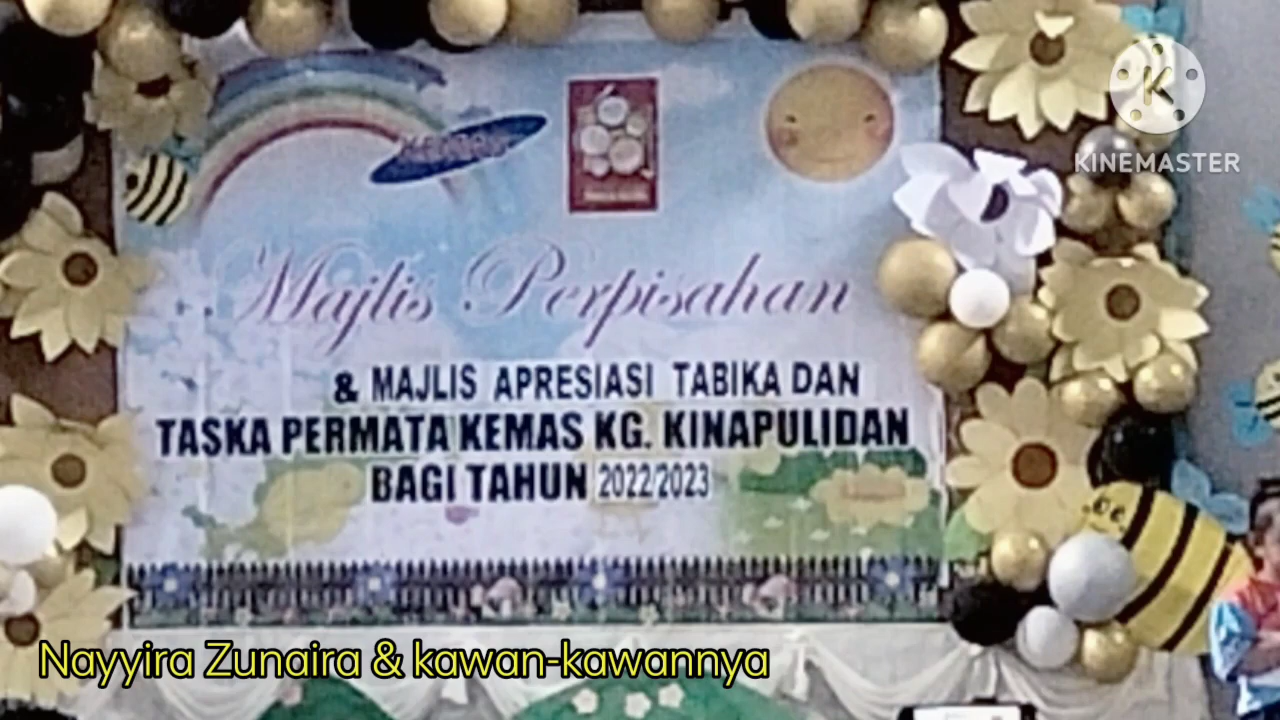 K
KINEMASTER
KEMAS
Majlis Perpisahan
& MAJLIS APRESIASI TABIKA DAN
TASKA PERMATA KEMAS KG. KINAPULIDAN
BAGI TAHUN 2022/2023
Nayyira Zunaira & kawan-kawannya